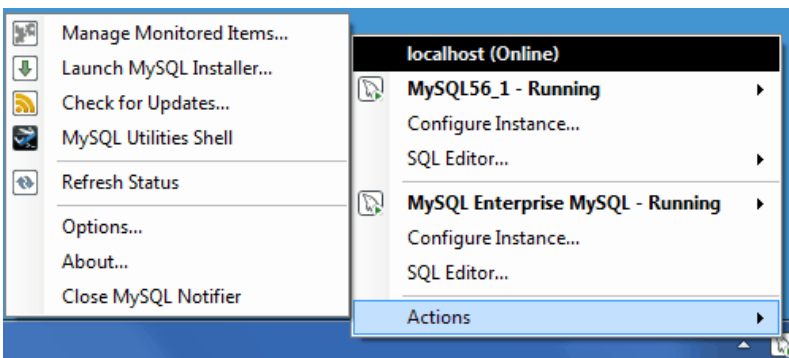 Manage Monitored Items...
Launch MySQL Installer...
Check for Updates...
MySQL Utilities Shell
Refresh Status
Options...
About...
Close MySQL Notifier
localhost (Online)
MySQL56_1 - Running
Configure Instance...
SQL Editor...
MySQL Enterprise MySQL - Running
Configure Instance...
SQL Editor...
Actions